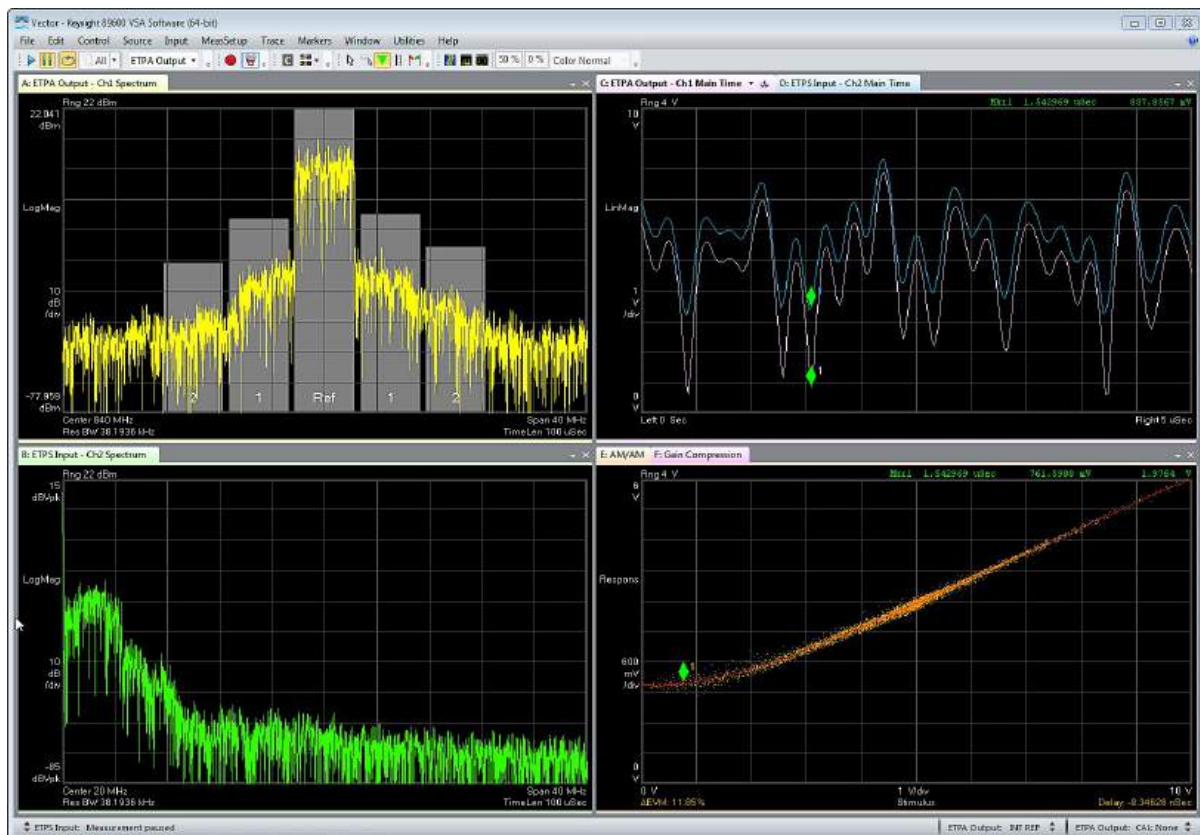 Vector - Keysight 89600 VSA Software (64-bit)
File Edit Control Source Input MeasSetup Trace Markers Window Utilities Help
All ETPA Output 50 % 0 % Color Normal
A: ETPA Output - Ch1 Spectrum
Rng 22 dBm
22.041
dBm
LogMag
10
dB
/div
-77.959
dBm
2 1 Ref 1 2
Center 840 MHz Span 40 MHz
Res BW 38.1936 kHz TimeLen 100 uSec
C: ETPA Output - Ch1 Main Time D: ETPS Input - Ch2 Main Time
Rng 4 V Mkr1 1.542969 uSec 887.8567 mV
10
V
LinMag
1
V
/div
1
0
V
Left 0 Sec Right 5 uSec
B: ETPS Input - Ch2 Spectrum
Rng 22 dBm
15
dBVpk
LogMag
10
dB
/div
-85
dBVpk
Center 20 MHz Span 40 MHz
Res BW 38.1936 kHz TimeLen 100 uSec
E: AM/AM F: Gain Compression
Rng 4 V Mkr1 1.542969 uSec 1.9764 V
6
V
Respons
600
mV
/div
1
0
V
0 V 1 V/div 10 V
ΔEVM: 11.85% Stimulus Delay: -8.34628 nSec
ETPS Input: Measurement paused ETPA Output: INT REF ETPA Output: CAL: None